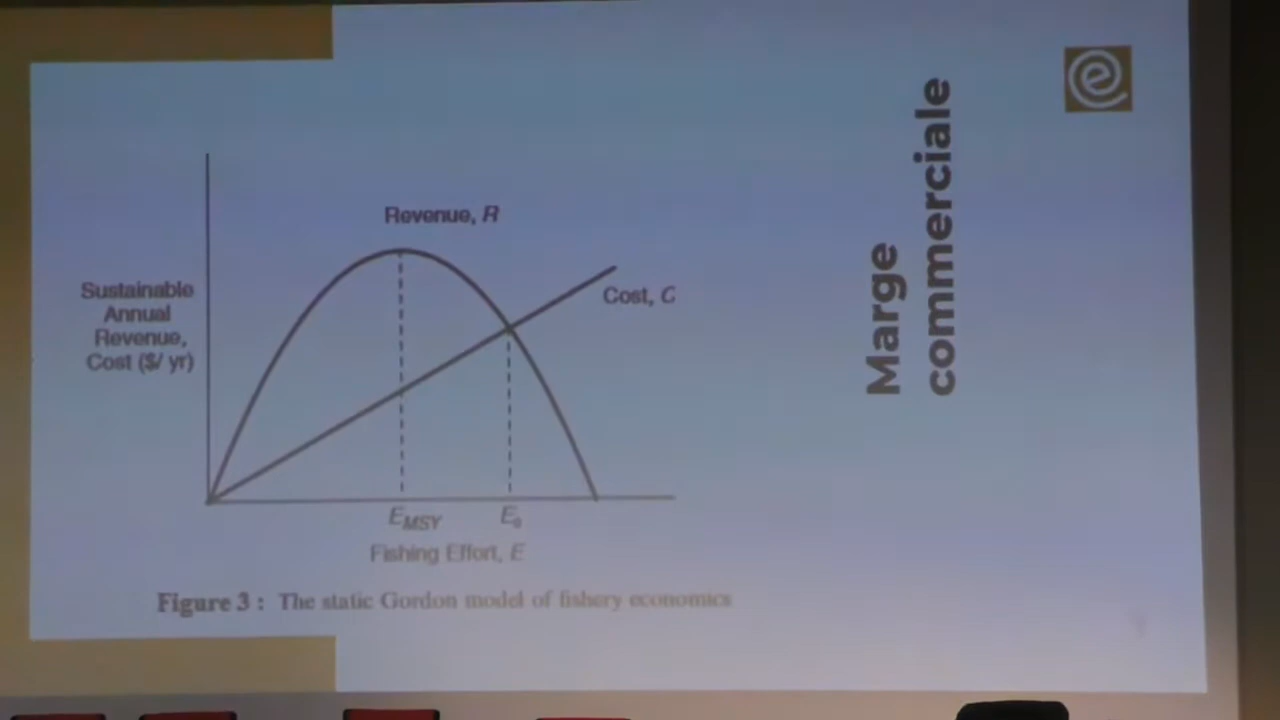 Revenue, R
Sustainable
Annual
Revenue,
Cost ($/ yr)
Cost, C
E_MSY
E₀
Fishing Effort, E
Figure 3 : The static Gordon model of fishery economics
Marge
commerciale
e